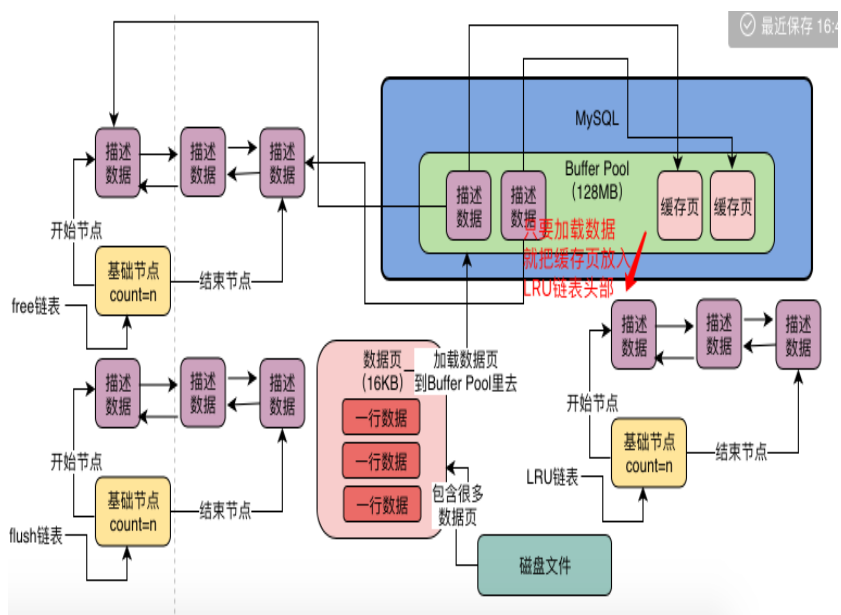 最近保存 16:4
MySQL
Buffer Pool
(128MB)
描述
数据
描述
数据
缓存页
缓存页
只要加载数据
就把缓存页放入
LRU链表头部
描述
数据
描述
数据
描述
数据
开始节点
基础节点
count=n
结束节点
free链表
描述
数据
描述
数据
描述
数据
开始节点
基础节点
count=n
结束节点
flush链表
数据页
(16KB)
一行数据
一行数据
一行数据
加载数据页
到Buffer Pool里去
包含很多
数据页
磁盘文件
描述
数据
描述
数据
描述
数据
开始节点
基础节点
count=n
结束节点
LRU链表